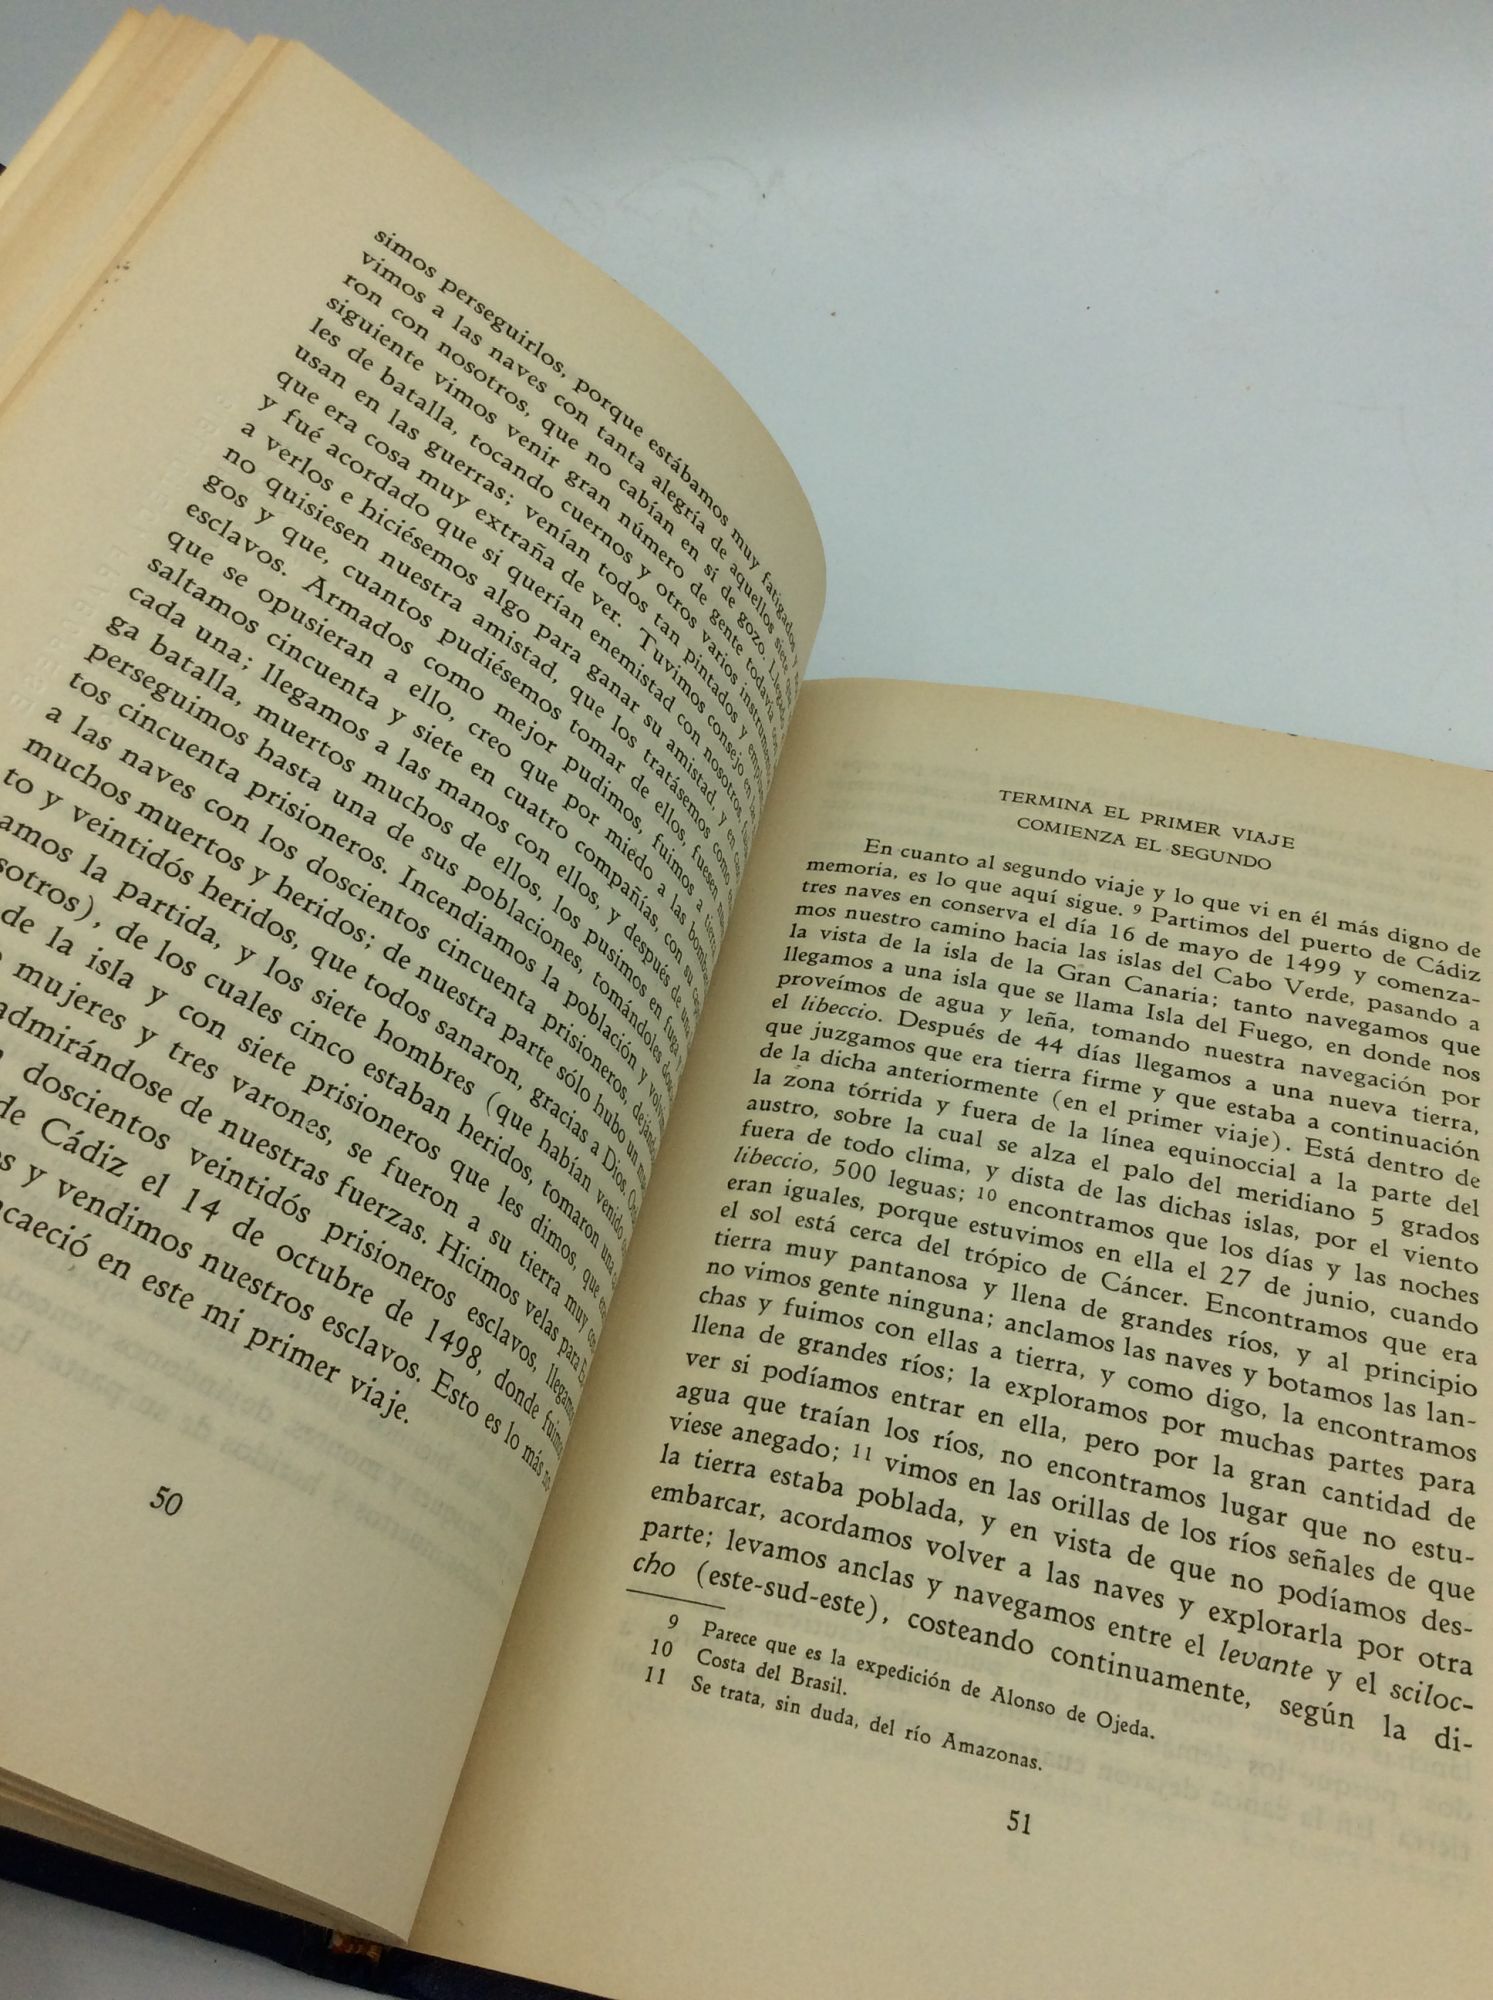 simos perseguirlos, porque estábamos muy fatigados y
vimos a las naves con tanta alegría de aquellos siete que
ron con nosotros, que no cabían en sí de gozo. Llegado
siguiente vimos venir gran número de gente todavía
les de batalla, tocando cuernos y otros varios
usan en las guerras; venían todos tan pintados y
que era cosa muy extraña de ver. Tuvimos consejo en las
y fué acordado que si querían enemistad con nosotros,
a verlos e hiciésemos algo para ganar su amistad, y en caso
no quisiesen nuestra amistad, que los tratásemos como
gos y que, cuantos pudiésemos tomar de ellos, fuesen
esclavos. Armados como mejor pudimos, fuimos a tierra
que se opusieran a ello, creo que por miedo a las
saltamos cincuenta y siete en cuatro compañías, con su
cada una; llegamos a las manos con ellos, y después de una
ga batalla, muertos muchos de ellos, los pusimos en fuga y
perseguimos hasta una de sus poblaciones, tomándoles
tos cincuenta prisioneros. Incendiamos la población y
a las naves con los doscientos cincuenta prisioneros,
muchos muertos y heridos; de nuestra parte sólo hubo un
to y veintidós heridos, que todos sanaron, gracias a Dios.
amos la partida, y los siete hombres (que habían venido
sotros), de los cuales cinco estaban heridos, tomaron una
de la isla y con siete prisioneros que les dimos,
mujeres y tres varones, se fueron a su tierra muy
admirándose de nuestras fuerzas. Hicimos velas para
doscientos veintidós prisioneros esclavos,
de Cádiz el 14 de octubre de 1498, donde
y vendimos nuestros esclavos. Esto es lo más
caeció en este mi primer viaje.
50
TERMINA EL PRIMER VIAJE
COMIENZA EL SEGUNDO
En cuanto al segundo viaje y lo que vi en él más digno de
memoria, es lo que aquí sigue. 9 Partimos del puerto de Cádiz
tres naves en conserva el día 16 de mayo de 1499 y comenza-
mos nuestro camino hacia las islas del Cabo Verde, pasando a
la vista de la isla de la Gran Canaria; tanto navegamos que
llegamos a una isla que se llama Isla del Fuego, en donde nos
proveímos de agua y leña, tomando nuestra navegación por
el libeccio. Después de 44 días llegamos a una nueva tierra,
que juzgamos que era tierra firme y que estaba a continuación
de la dicha anteriormente (en el primer viaje). Está dentro de
la zona tórrida y fuera de la línea equinoccial a la parte del
austro, sobre la cual se alza el palo del meridiano 5 grados
fuera de todo clima, y dista de las dichas islas, por el viento
libeccio, 500 leguas; 10 encontramos que los días y las noches
eran iguales, porque estuvimos en ella el 27 de junio, cuando
el sol está cerca del trópico de Cáncer. Encontramos que era
tierra muy pantanosa y llena de grandes ríos, y al principio
no vimos gente ninguna; anclamos las naves y botamos las lan-
chas y fuimos con ellas a tierra, y como digo, la encontramos
llena de grandes ríos; la exploramos por muchas partes para
ver si podíamos entrar en ella, pero por la gran cantidad de
agua que traían los ríos, no encontramos lugar que no estu-
viese anegado; 11 vimos en las orillas de los ríos señales de que
la tierra estaba poblada, y en vista de que no podíamos des-
embarcar, acordamos volver a las naves y explorarla por otra
parte; levamos anclas y navegamos entre el levante y el sciloc-
cho (este-sud-este), costeando continuamente, según la di-
9 Parece que es la expedición de Alonso de Ojeda.
10 Costa del Brasil.
11 Se trata, sin duda, del río Amazonas.
51